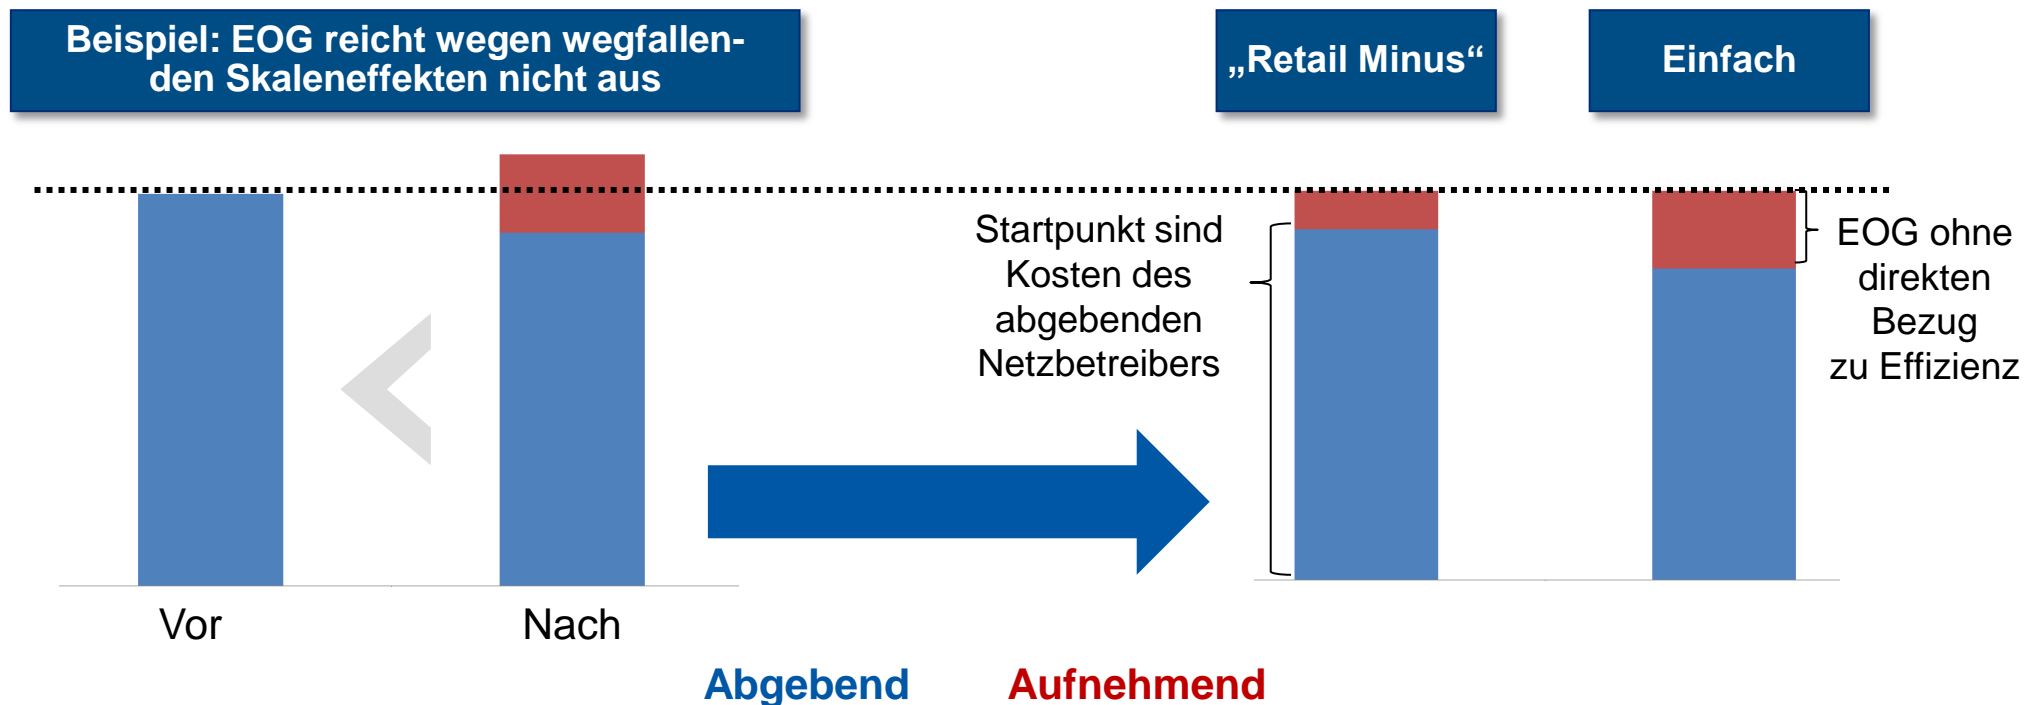 Beispiel: EOG reicht wegen wegfallen-
den Skaleneffekten nicht aus
„Retail Minus“
Einfach
Startpunkt sind
Kosten des
abgebenden
Netzbetreibers
EOG ohne
direkten
Bezug
zu Effizienz
Vor
Nach
Abgebend
Aufnehmend